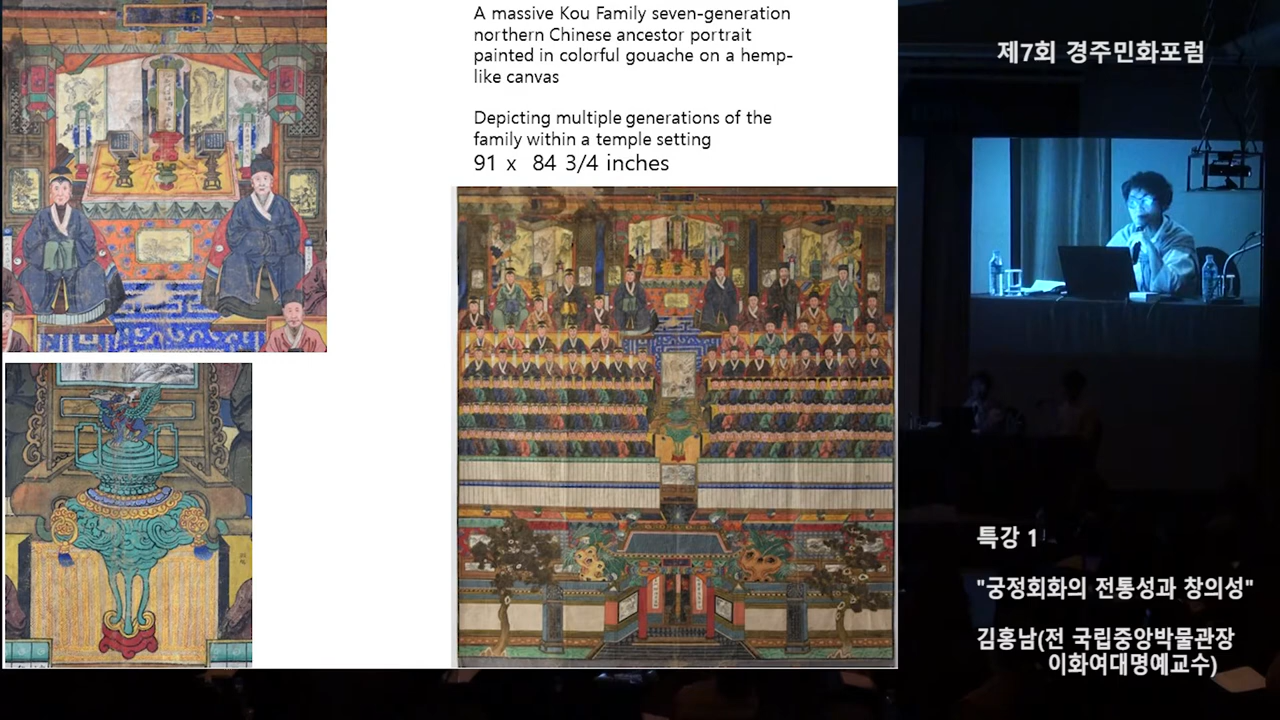 A massive Kou Family seven-generation
northern Chinese ancestor portrait
painted in colorful gouache on a hemp-
like canvas
Depicting multiple generations of the
family within a temple setting
91 x 84 3/4 inches
제7회 경주민화포럼
특강 1
"궁정회화의 전통성과 창의성"
김홍남(전 국립중앙박물관장
이화여대명예교수)